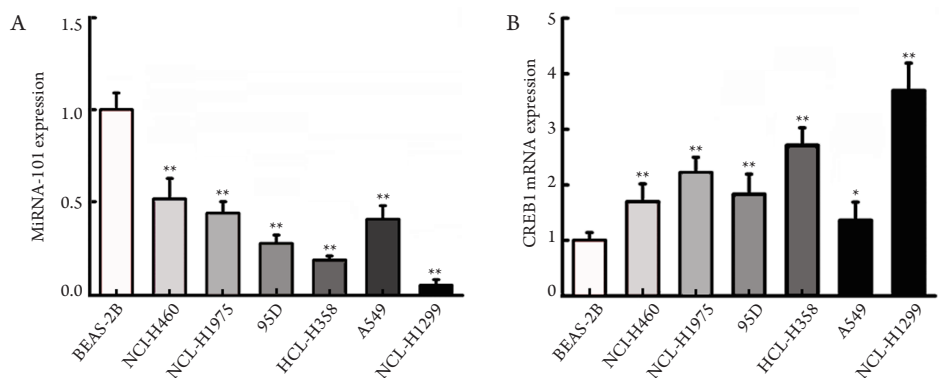 A
MiRNA-101 expression
1.5
1.0
0.5
0.0
**
**
**
**
**
**
BEAS-2B
NCI-H460
NCL-H1975
95D
HCL-H358
A549
NCL-H1299
B
CREB1 mRNA expression
5
4
3
2
1
0
**
**
**
**
*
**
BEAS-2B
NCI-H460
NCL-H1975
95D
HCL-H358
A549
NCL-H1299